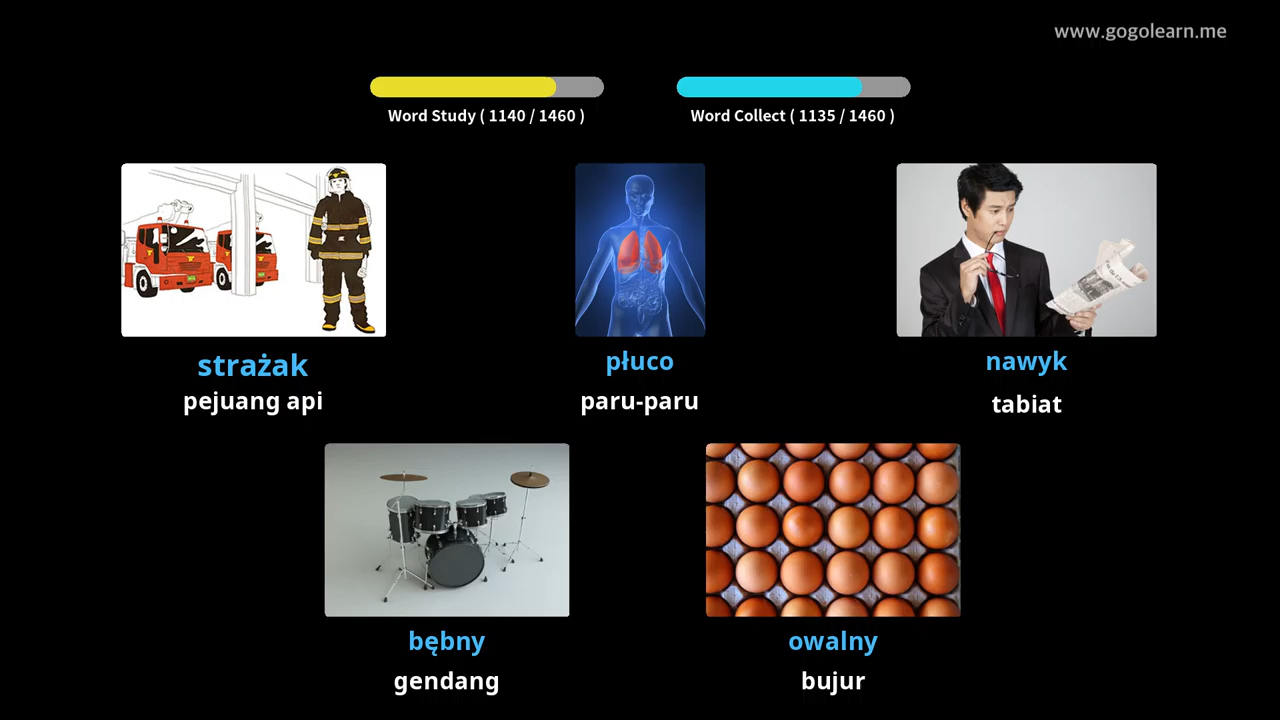 www.gogolearn.me
Word Study ( 1140 / 1460 )
Word Collect ( 1135 / 1460 )
strażak
pejuang api
płuco
paru-paru
nawyk
tabiat
bębny
gendang
owalny
bujur